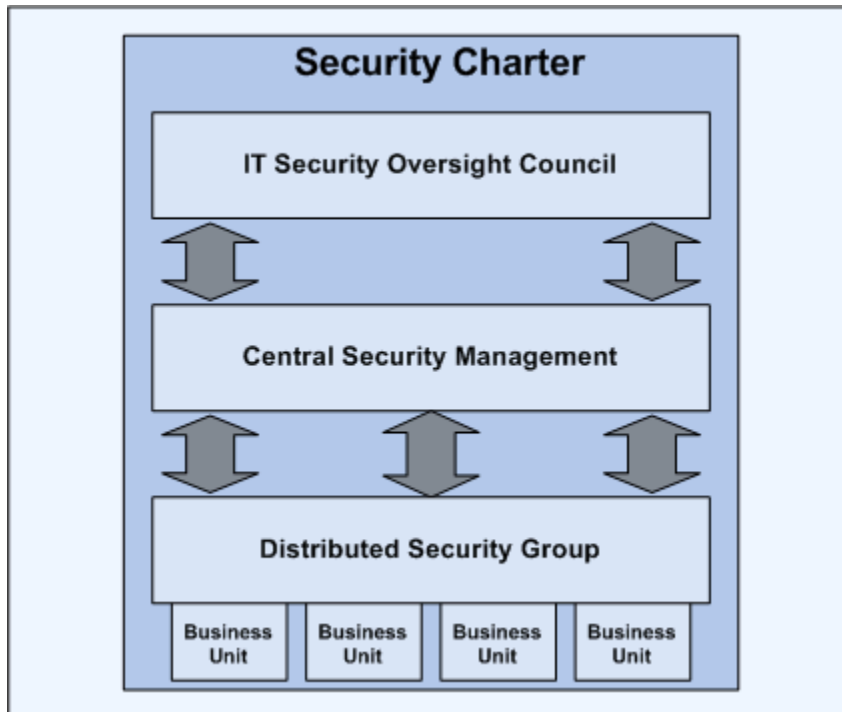 Security Charter
IT Security Oversight Council
Central Security Management
Distributed Security Group
Business
Unit
Business
Unit
Business
Unit
Business
Unit